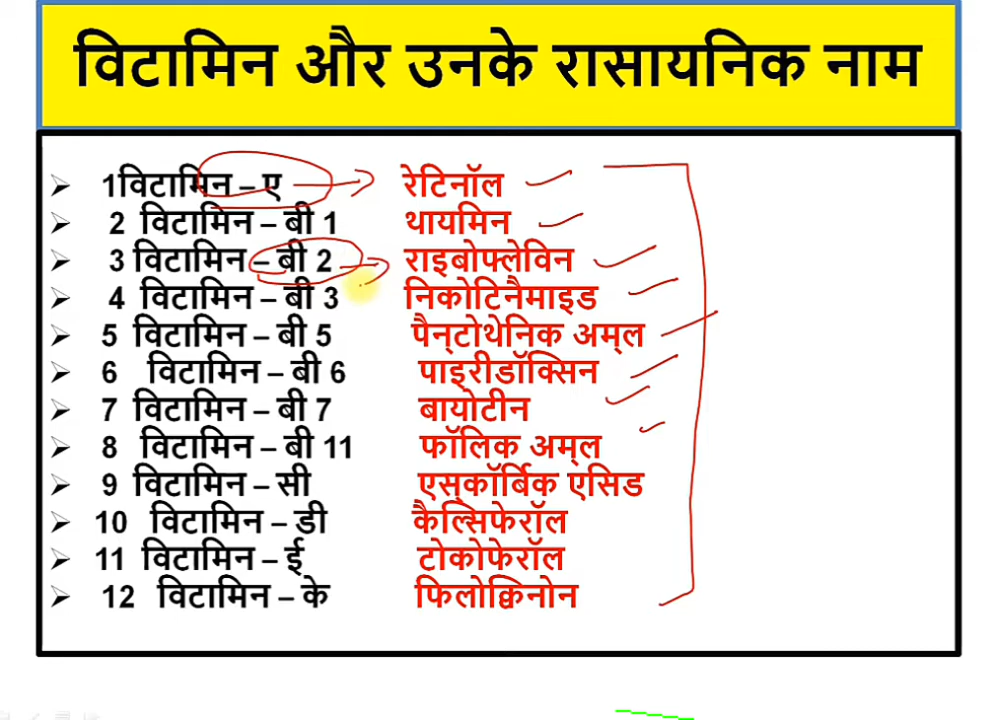 विटामिन और उनके रासायनिक नाम
➢ 1विटामिन – ए रेटिनॉल
➢ 2 विटामिन – बी 1 थायमिन
➢ 3 विटामिन – बी 2 राइबोफ्लेविन
➢ 4 विटामिन – बी 3 निकोटिनैमाइड
➢ 5 विटामिन – बी 5 पैन्‌टोथेनिक अम्‌ल
➢ 6 विटामिन – बी 6 पाइ्रीडॉक्सिन
➢ 7 विटामिन – बी 7 बायोटीन
➢ 8 विटामिन – बी 11 फॉलिक अम्‌ल
➢ 9 विटामिन – सी एस्‌कॉर्बिक एसिड
➢ 10 विटामिन – डी कैल्सिफेरॉल
➢ 11 विटामिन – ई टोकोफेरॉल
➢ 12 विटामिन – के फिलोक्विनोन